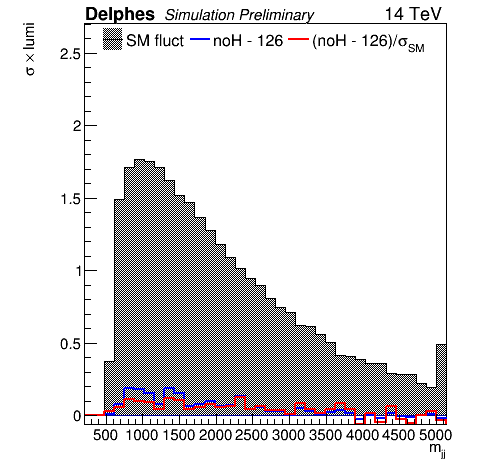 Delphes Simulation Preliminary 14 TeV
σ × lumi
SM fluct noH - 126 (noH - 126)/σSM
2.5
2
1.5
1
0.5
0
500 1000 1500 2000 2500 3000 3500 4000 4500 5000
mjj